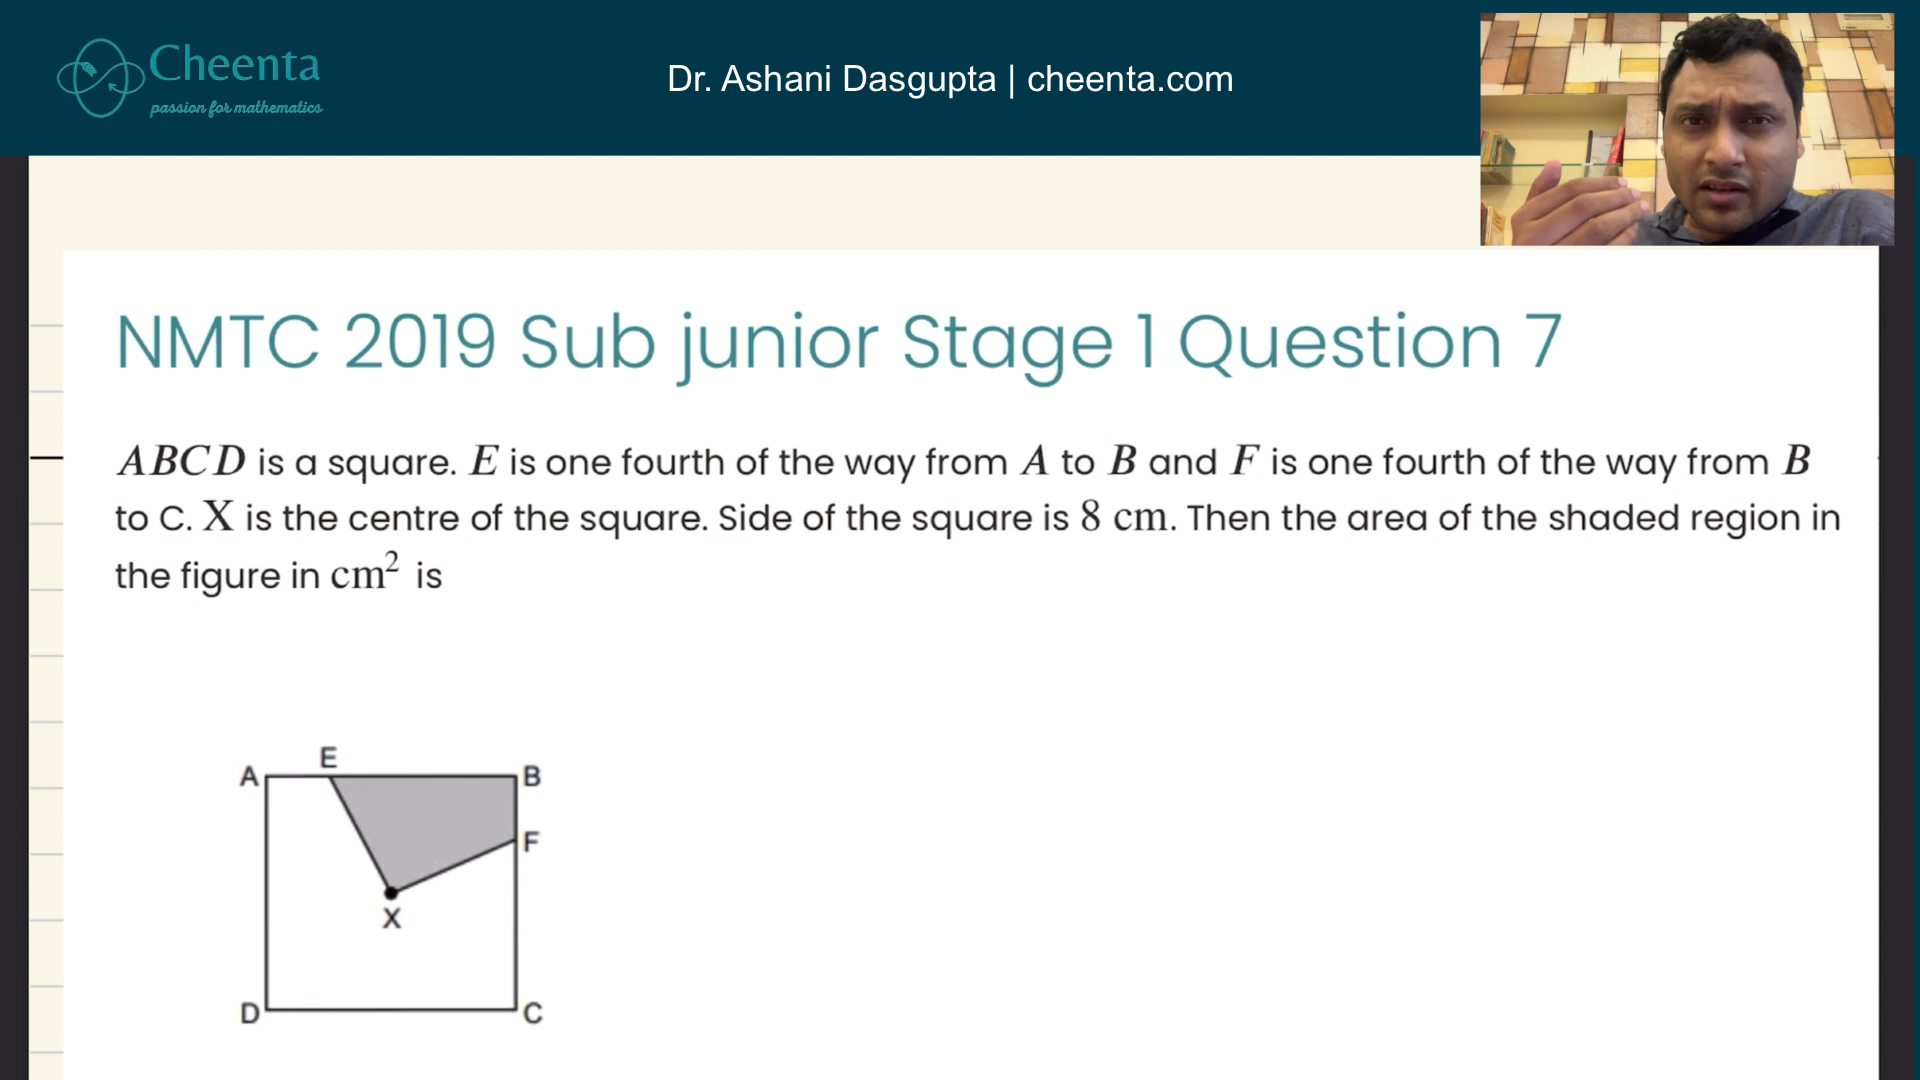 Cheenta
passion for mathematics
Dr. Ashani Dasgupta | cheenta.com
NMTC 2019 Sub junior Stage 1 Question 7
ABCD is a square. E is one fourth of the way from A to B and F is one fourth of the way from B
to C. X is the centre of the square. Side of the square is 8 cm. Then the area of the shaded region in
the figure in cm² is
E
A B
F
X
D C